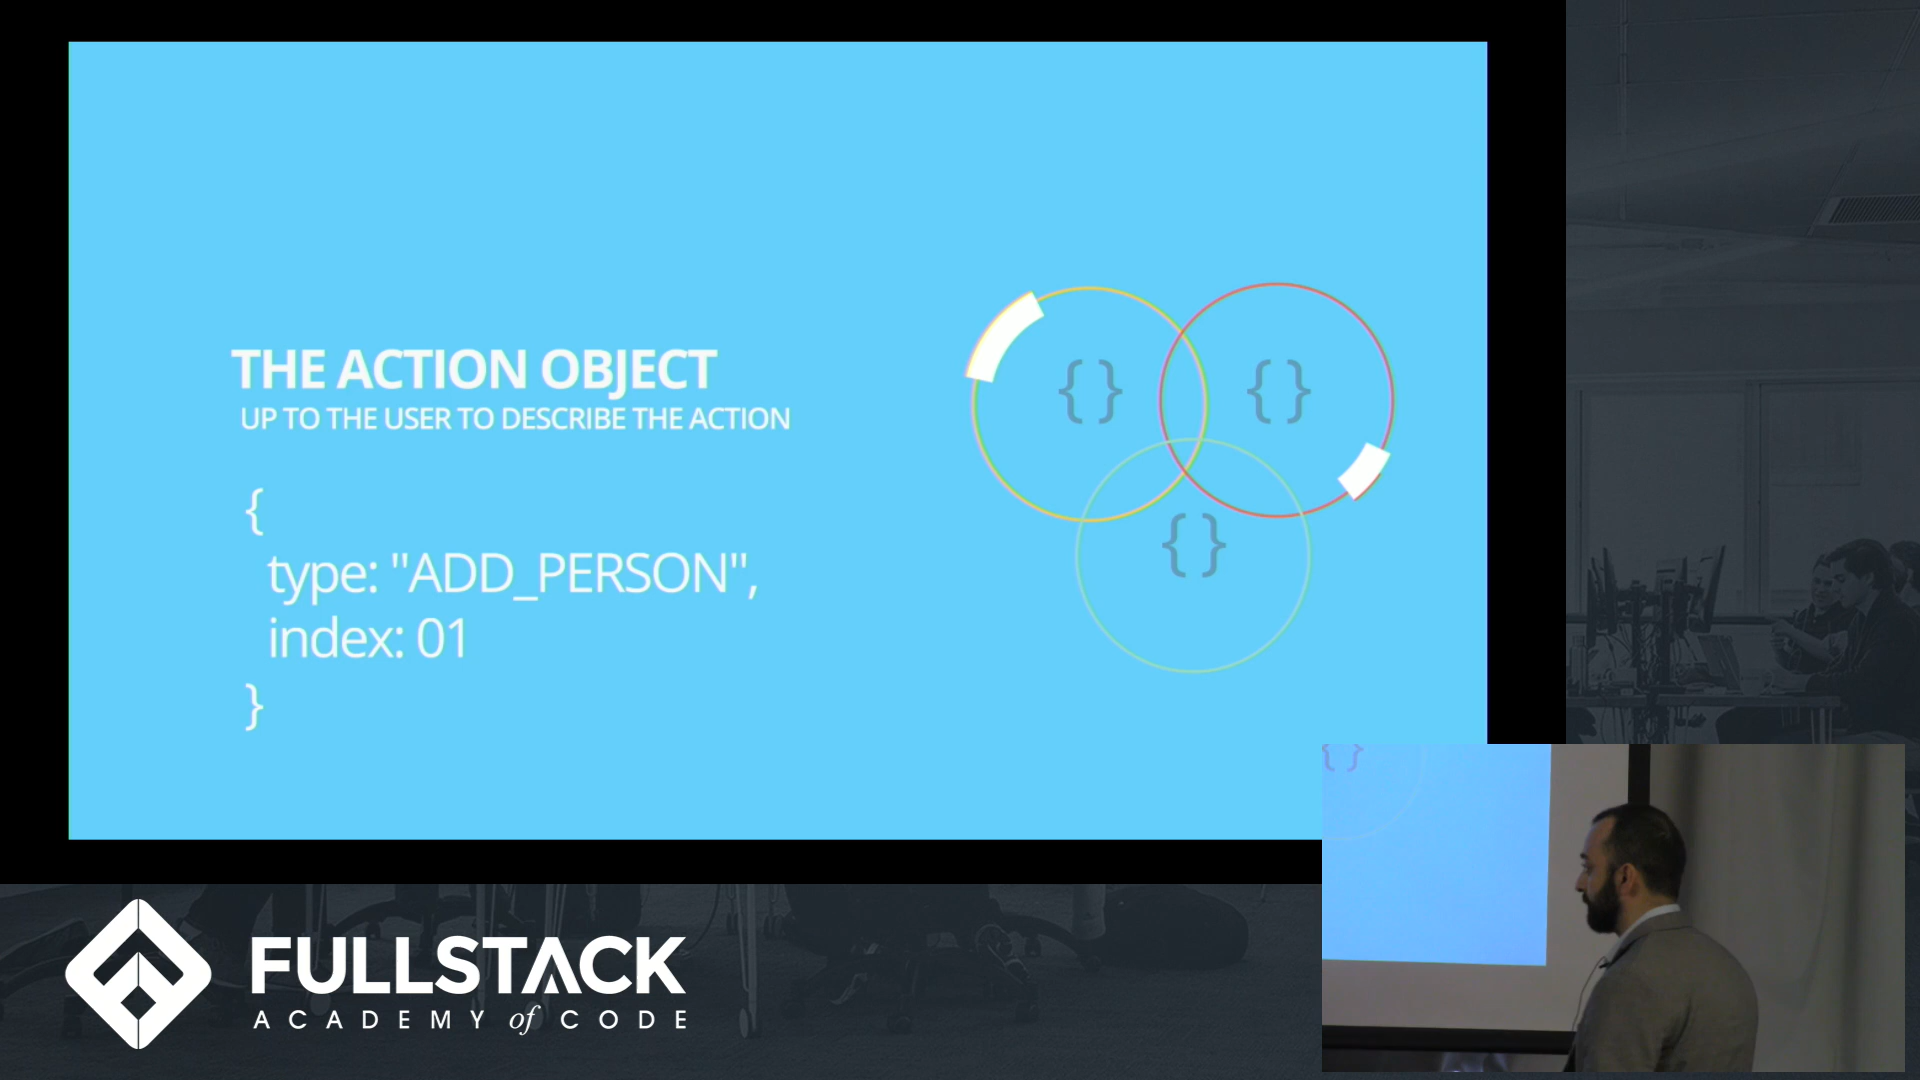 THE ACTION OBJECT
UP TO THE USER TO DESCRIBE THE ACTION
{
type: "ADD_PERSON",
index: 01
}
{ } { }
{ }
{ }
FULLSTACK
ACADEMY of CODE